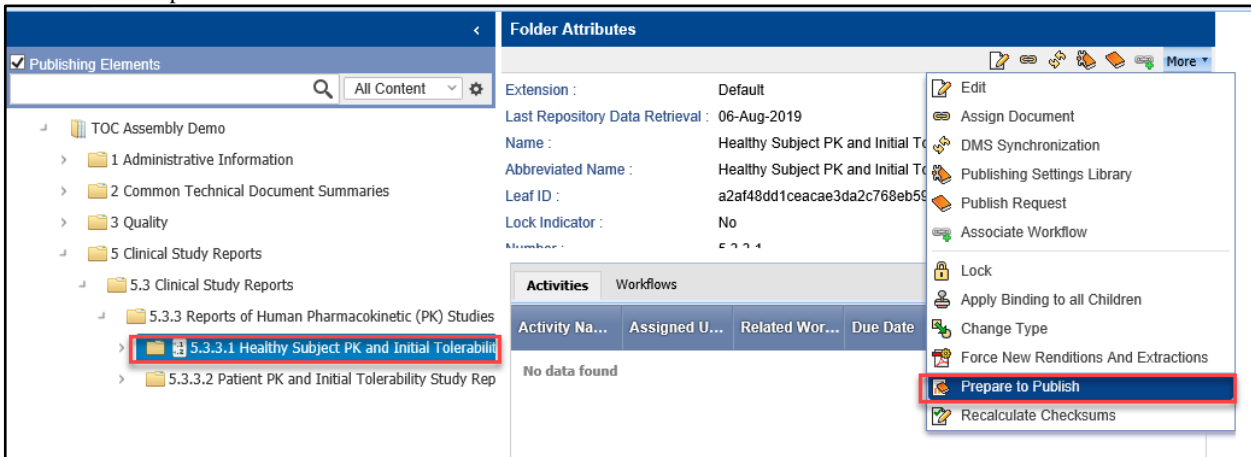 Folder Attributes
Publishing Elements
All Content
More
TOC Assembly Demo
1 Administrative Information
2 Common Technical Document Summaries
3 Quality
5 Clinical Study Reports
5.3 Clinical Study Reports
5.3.3 Reports of Human Pharmacokinetic (PK) Studies
5.3.3.1 Healthy Subject PK and Initial Tolerabilit
5.3.3.2 Patient PK and Initial Tolerability Study Rep
Extension : Default
Last Repository Data Retrieval : 06-Aug-2019
Name : Healthy Subject PK and Initial To
Abbreviated Name : Healthy Subject PK and Initial To
Leaf ID : a2af48dd1ceacae3da2c768eb59
Lock Indicator : No
Number : 5.3.3.1
Activities Workflows
Activity Na... Assigned U... Related Wor... Due Date
No data found
Edit
Assign Document
DMS Synchronization
Publishing Settings Library
Publish Request
Associate Workflow
Lock
Apply Binding to all Children
Change Type
Force New Renditions And Extractions
Prepare to Publish
Recalculate Checksums